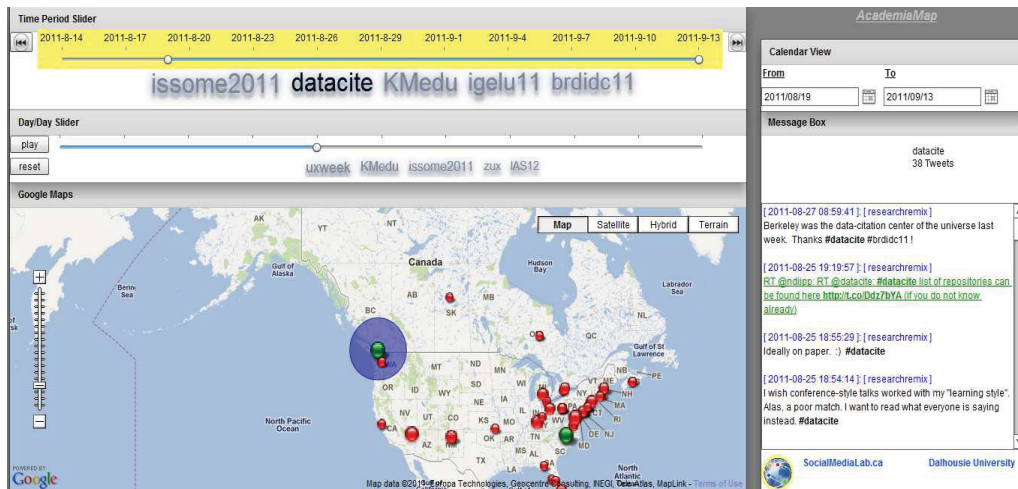 AcademiaMap
Time Period Slider
2011-8-14 2011-8-17 2011-8-20 2011-8-23 2011-8-26 2011-8-29 2011-9-1 2011-9-4 2011-9-7 2011-9-10 2011-9-13
issome2011 datacite KMedu igelu11 brdidc11
Day/Day Slider
play
reset
uxweek KMedu issome2011 zux IAS12
Google Maps
Map Satellite Hybrid Terrain
AK
YT
NT
Gulf of
Alaska
Canada
Hudson
Bay
Bering
Sea
Labrador
Sea
BC
AB
SK
MB
NL
QC
Gulf of St
Lawrence
NB
PE
WA
MT
ND
MN
OR
ID
WY
SD
WI
VT
ME
NH
NE
IA
IL
NY
MA
CT
RI
NV
UT
CO
KS
MO
WV
PA
DE
NJ
MD
CA
AZ
OK
AR
TN
SC
MS
AL
TX
LA
North Pacific
Ocean
North
Atlantic
POWERED BY
Google
Terms of Use
Calendar View
From To
2011/08/19 2011/09/13
Message Box
datacite
38 Tweets
[ 2011-08-27 08:59:41 ]: [ researchremix ]
Berkeley was the data-citation center of the universe last
week. Thanks #datacite #brdidc11 !
[ 2011-08-25 19:19:57 ]: [ researchremix ]
RT @ndiipp: RT @datacite: #datacite list of repositories can
be found here http://t.co/Ddz7bYA (if you do not know
already)
[ 2011-08-25 18:55:29 ]: [ researchremix ]
Ideally on paper. :) #datacite
[ 2011-08-25 18:54:14 ]: [ researchremix ]
I wish conference-style talks worked with my "learning style".
Alas, a poor match. I want to read what everyone is saying
instead. #datacite
SocialMediaLab.ca Dalhousie University